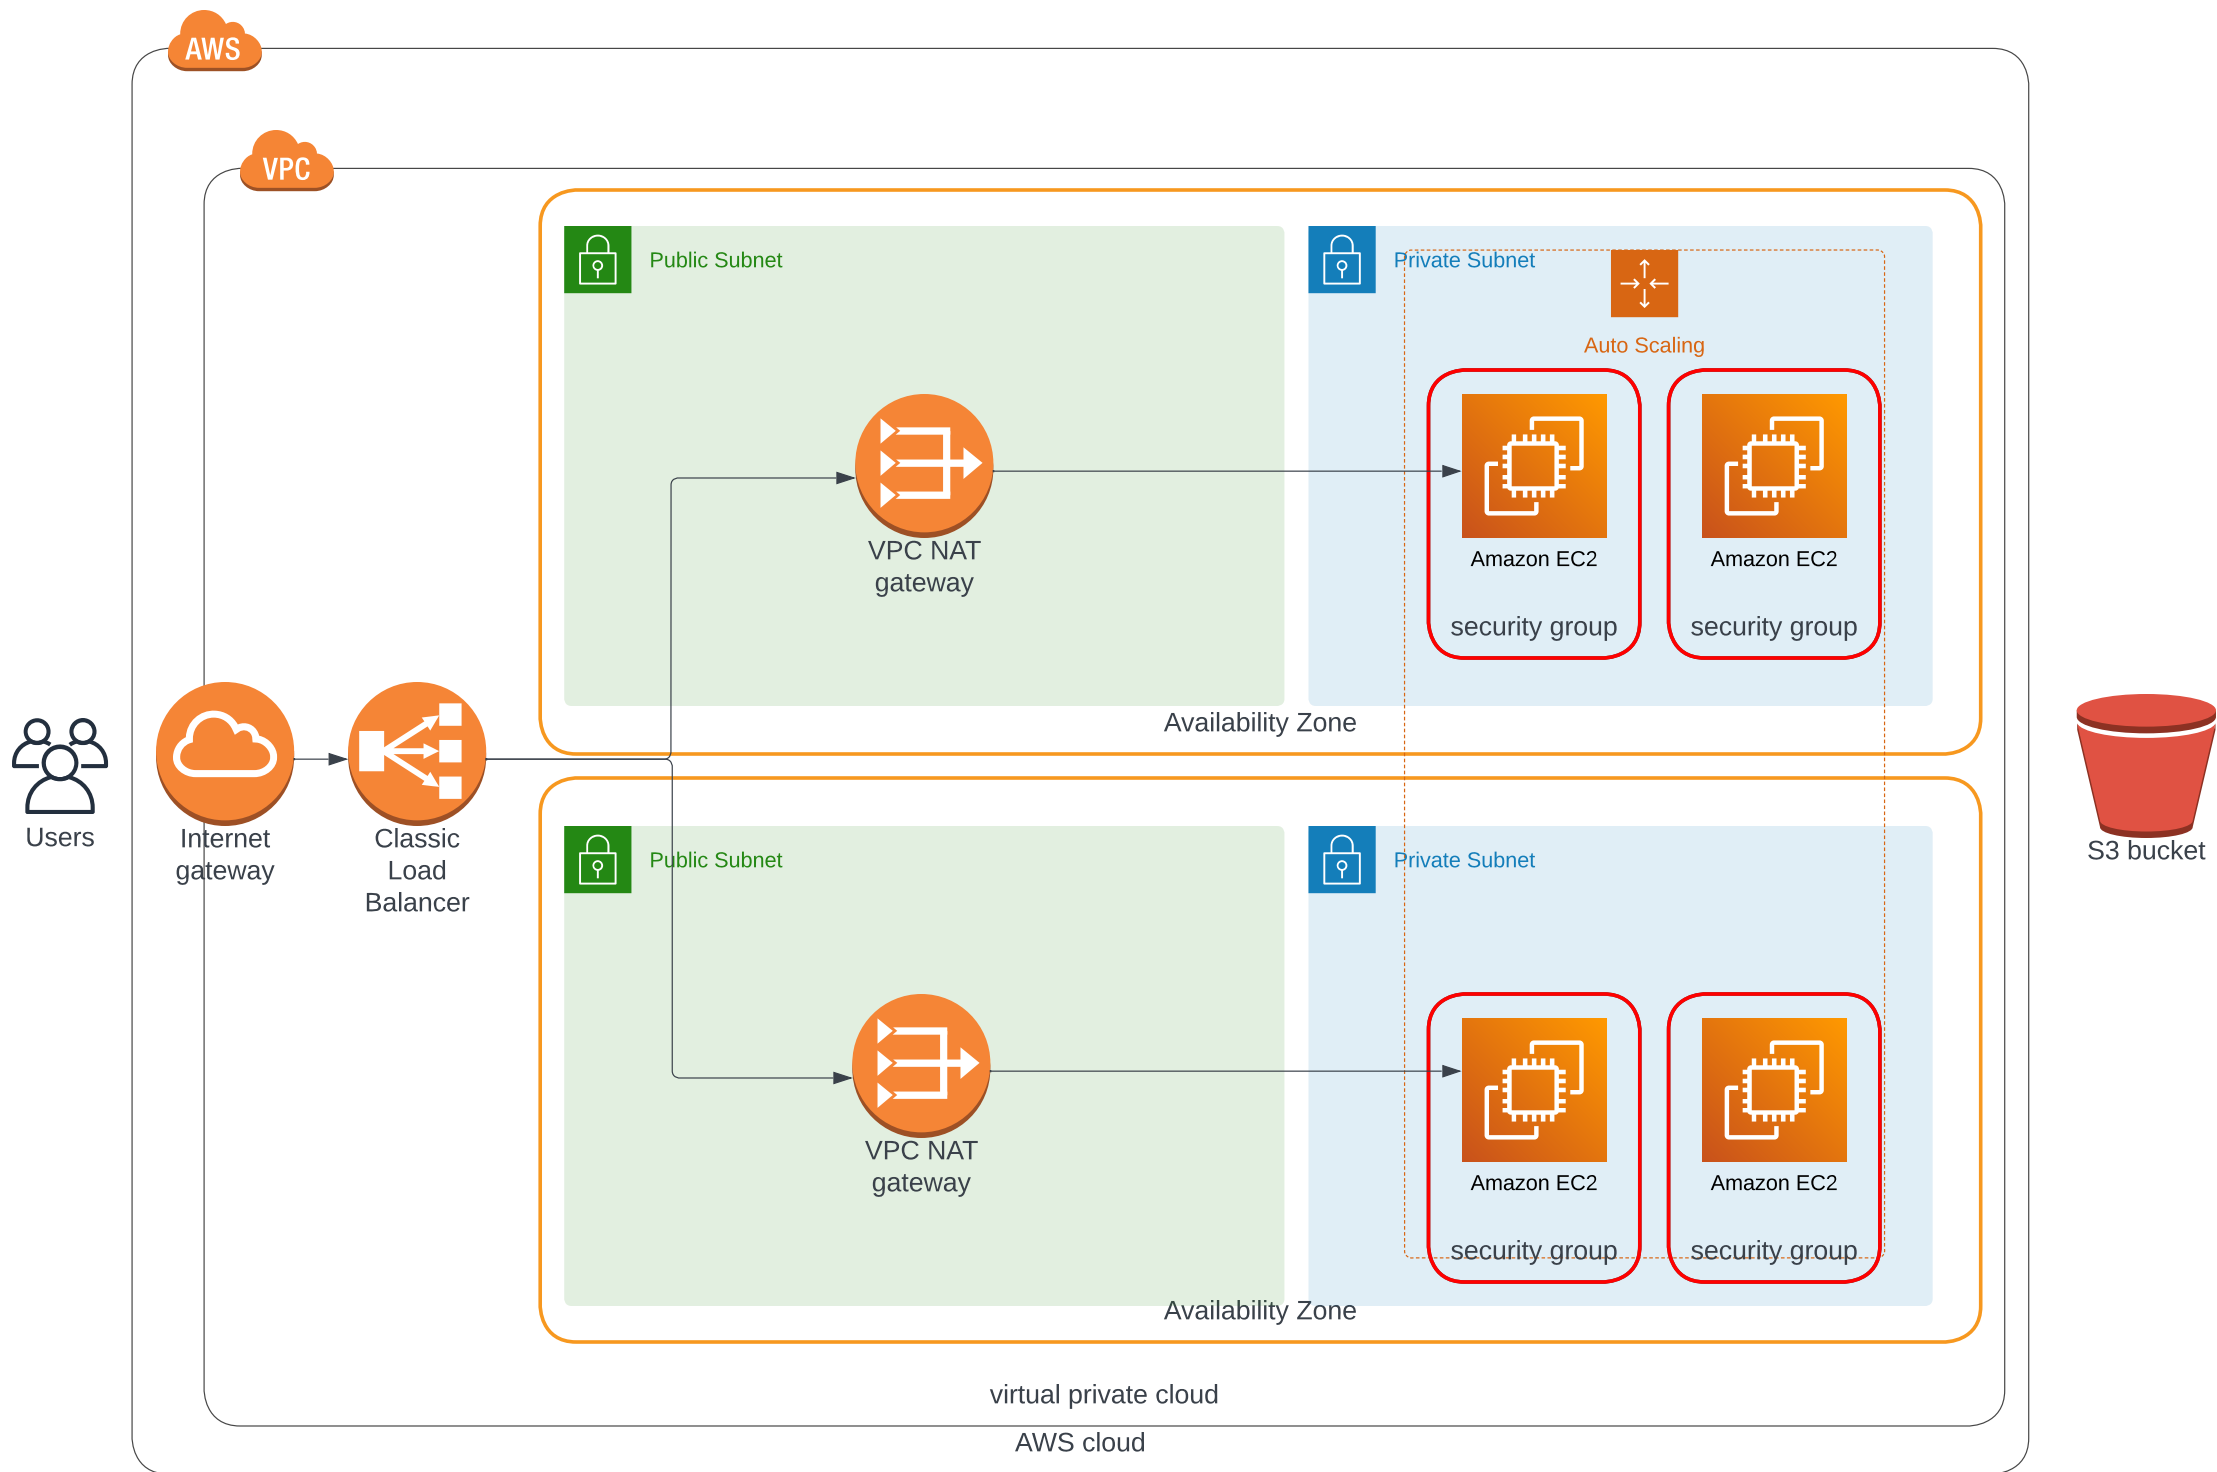 AWS
VPC
Public Subnet
Private Subnet
Auto Scaling
VPC NAT
gateway
Amazon EC2
Amazon EC2
security group
security group
Availability Zone
Users
Internet
gateway
Classic
Load
Balancer
S3 bucket
Public Subnet
Private Subnet
VPC NAT
gateway
Amazon EC2
Amazon EC2
security group
security group
Availability Zone
virtual private cloud
AWS cloud